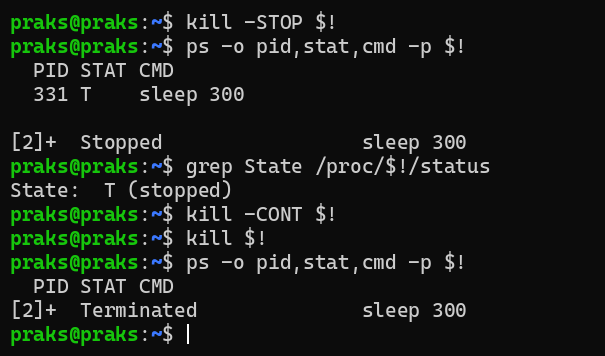 praks@praks:~$ kill -STOP $!
praks@praks:~$ ps -o pid,stat,cmd -p $!
  PID STAT CMD
  331 T    sleep 300

[2]+  Stopped                 sleep 300
praks@praks:~$ grep State /proc/$!/status
State:  T (stopped)
praks@praks:~$ kill -CONT $!
praks@praks:~$ kill $!
praks@praks:~$ ps -o pid,stat,cmd -p $!
  PID STAT CMD
[2]+  Terminated              sleep 300
praks@praks:~$